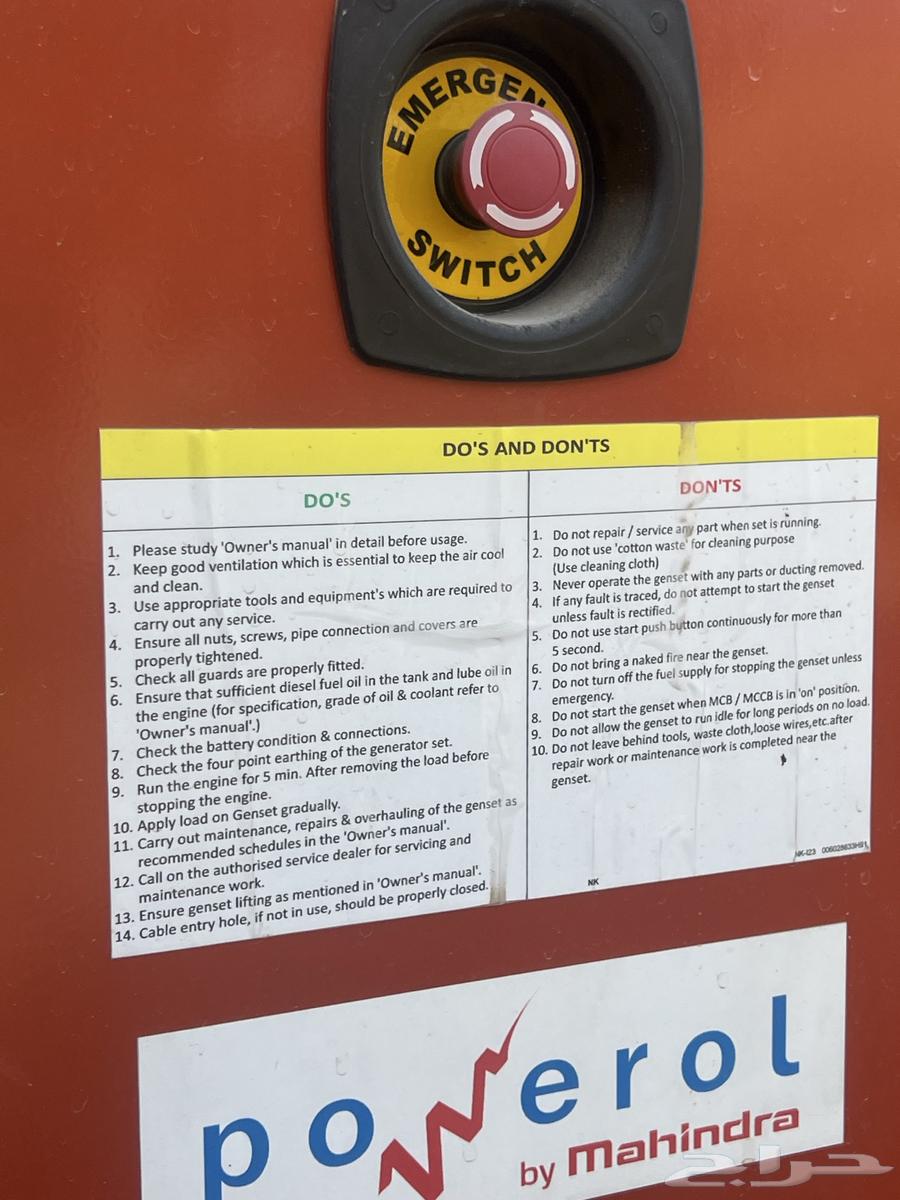 EMERGEN
SWITCH
DO'S AND DON'TS
DO'S
1. Please study 'Owner's manual' in detail before usage.
2. Keep good ventilation which is essential to keep the air cool
and clean.
3. Use appropriate tools and equipment's which are required to
carry out any service.
4. Ensure all nuts, screws, pipe connection and covers are
properly tightened.
5. Check all guards are properly fitted.
6. Ensure that sufficient diesel fuel oil in the tank and lube oil in
the engine (for specification, grade of oil & coolant refer to
'Owner's manual'.)
7. Check the battery condition & connections.
8. Check the four point earthing of the generator set.
9. Run the engine for 5 min. After removing the load before
stopping the engine.
10. Apply load on Genset gradually.
11. Carry out maintenance, repairs & overhauling of the genset as
recommended schedules in the 'Owner's manual'.
12. Call on the authorised service dealer for servicing and
maintenance work.
13. Ensure genset lifting as mentioned in 'Owner's manual'.
14. Cable entry hole, if not in use, should be properly closed.
DON'TS
1. Do not repair / service any part when set is running.
2. Do not use 'cotton waste' for cleaning purpose
(Use cleaning cloth)
3. Never operate the genset with any parts or ducting removed.
4. If any fault is traced, do not attempt to start the genset
unless fault is rectified.
5. Do not use start push button continuously for more than
5 second.
6. Do not bring a naked fire near the genset.
7. Do not turn off the fuel supply for stopping the genset unless
emergency.
8. Do not start the genset when MCB / MCCB is in 'on' position.
9. Do not allow the genset to run idle for long periods on no load.
10. Do not leave behind tools, waste cloth,loose wires,etc.after
repair work or maintenance work is completed near the
genset.
NK
powerol
by Mahindra
حراج